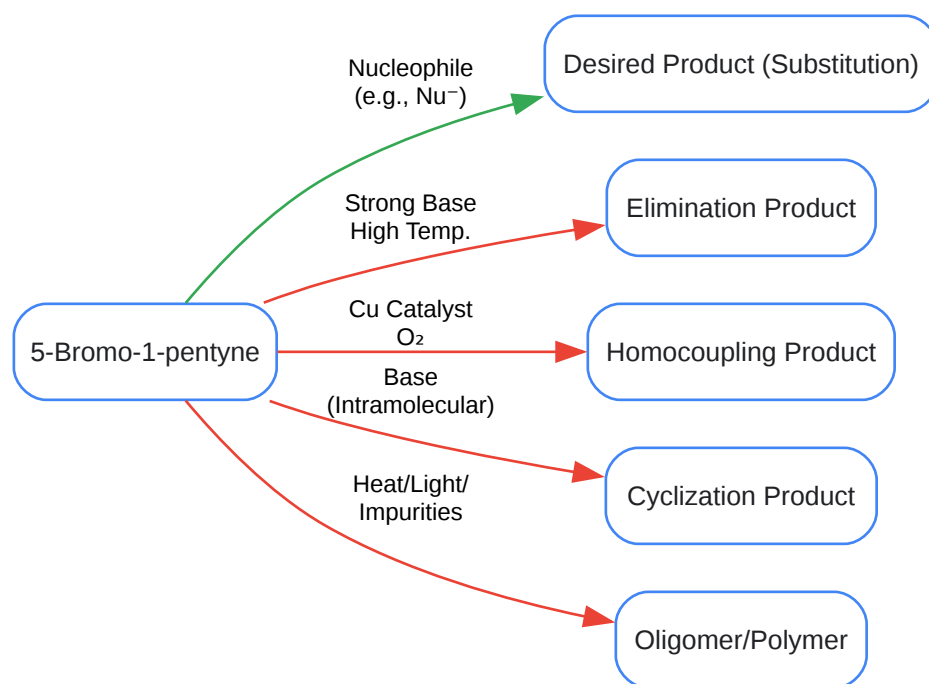 Desired Product (Substitution)
Nucleophile
(e.g., Nu⁻)
Elimination Product
Strong Base
High Temp.
5-Bromo-1-pentyne
Cu Catalyst
O₂
Homocoupling Product
Base
(Intramolecular)
Cyclization Product
Heat/Light/
Impurities
Oligomer/Polymer